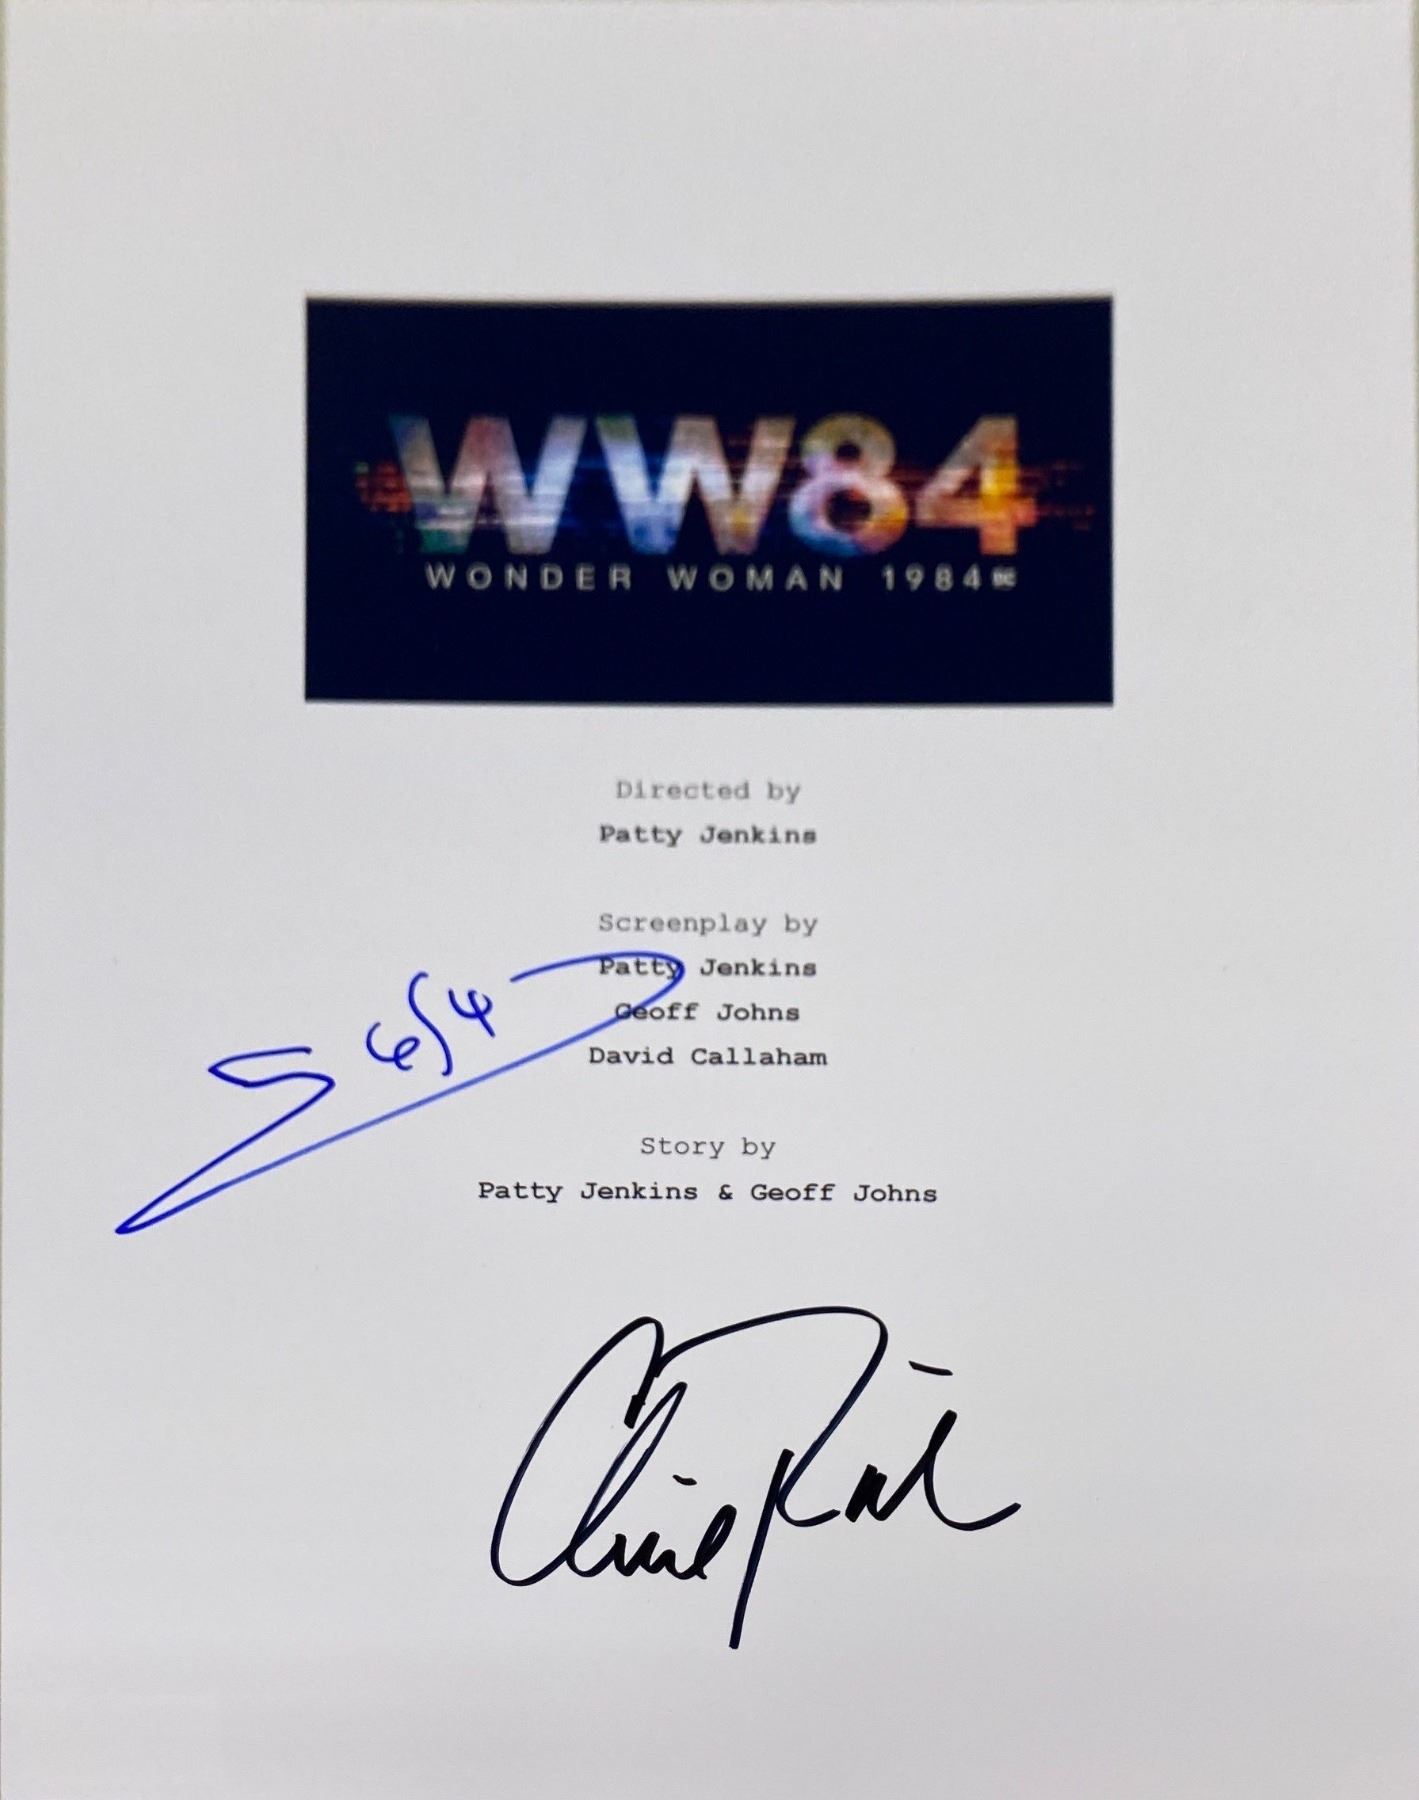 WW84
WONDER WOMAN 1984 DC
Directed by
Patty Jenkins
Screenplay by
Patty Jenkins
Geoff Johns
David Callaham
Story by
Patty Jenkins & Geoff Johns